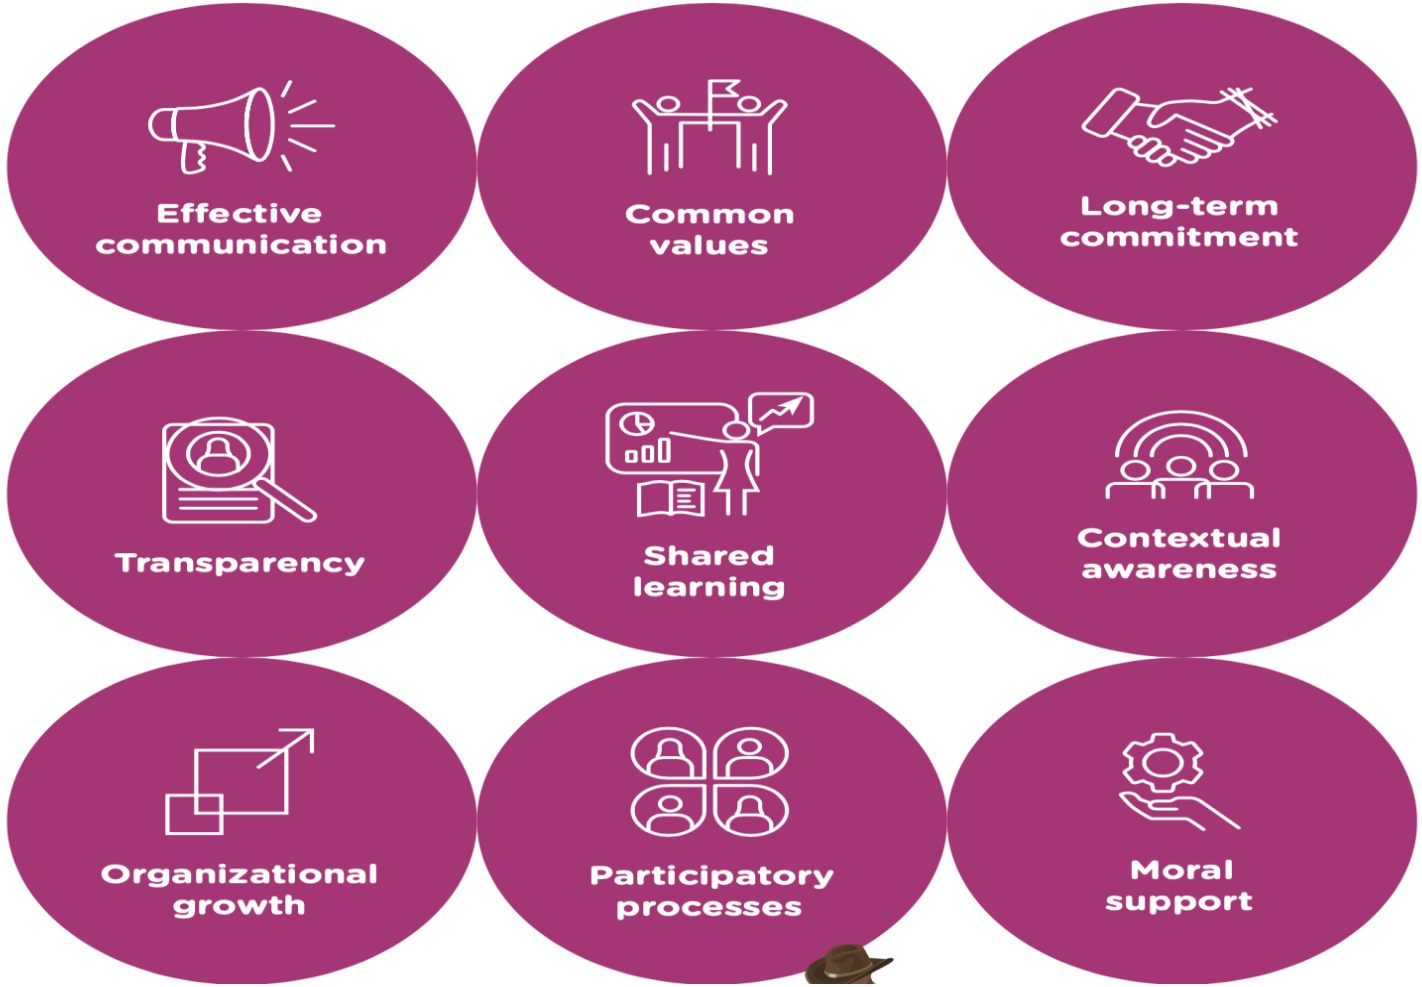 Effective
communication
Common
values
Long-term
commitment
Transparency
Shared
learning
Contextual
awareness
Organizational
growth
Participatory
processes
Moral
support